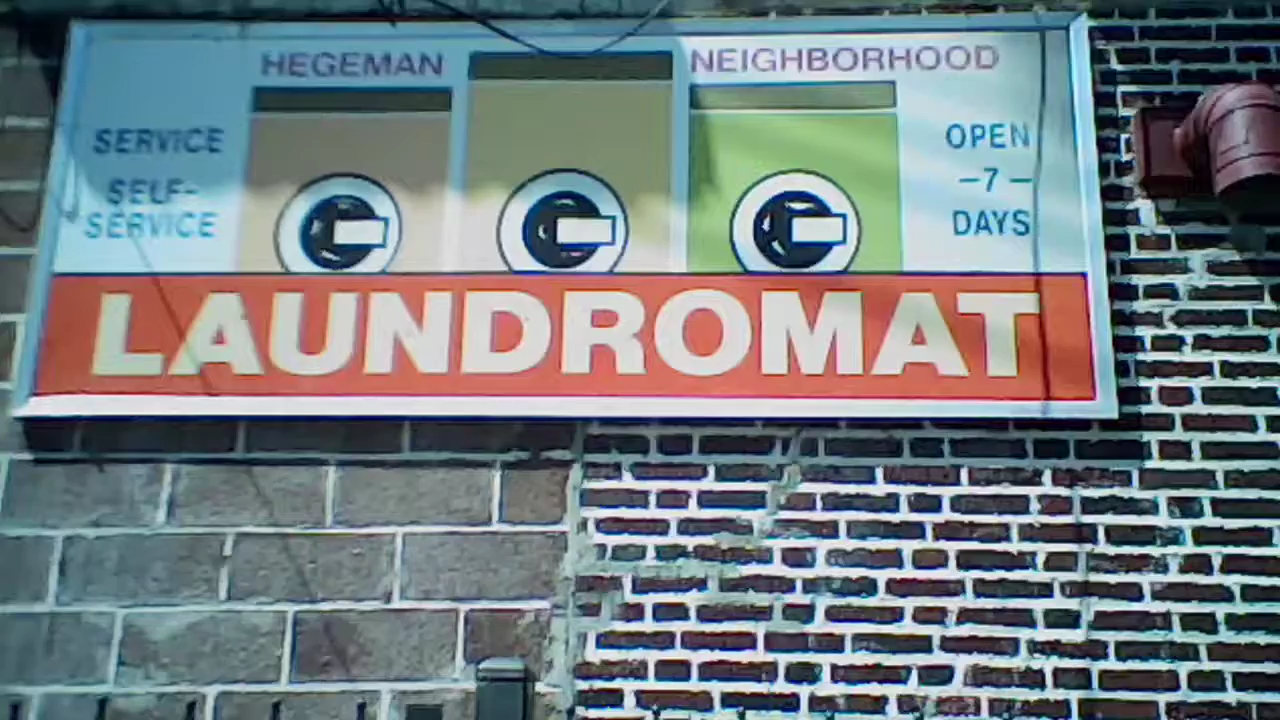 HEGEMAN NEIGHBORHOOD
SERVICE
SELF-
SERVICE
OPEN
-7-
DAYS
LAUNDROMAT